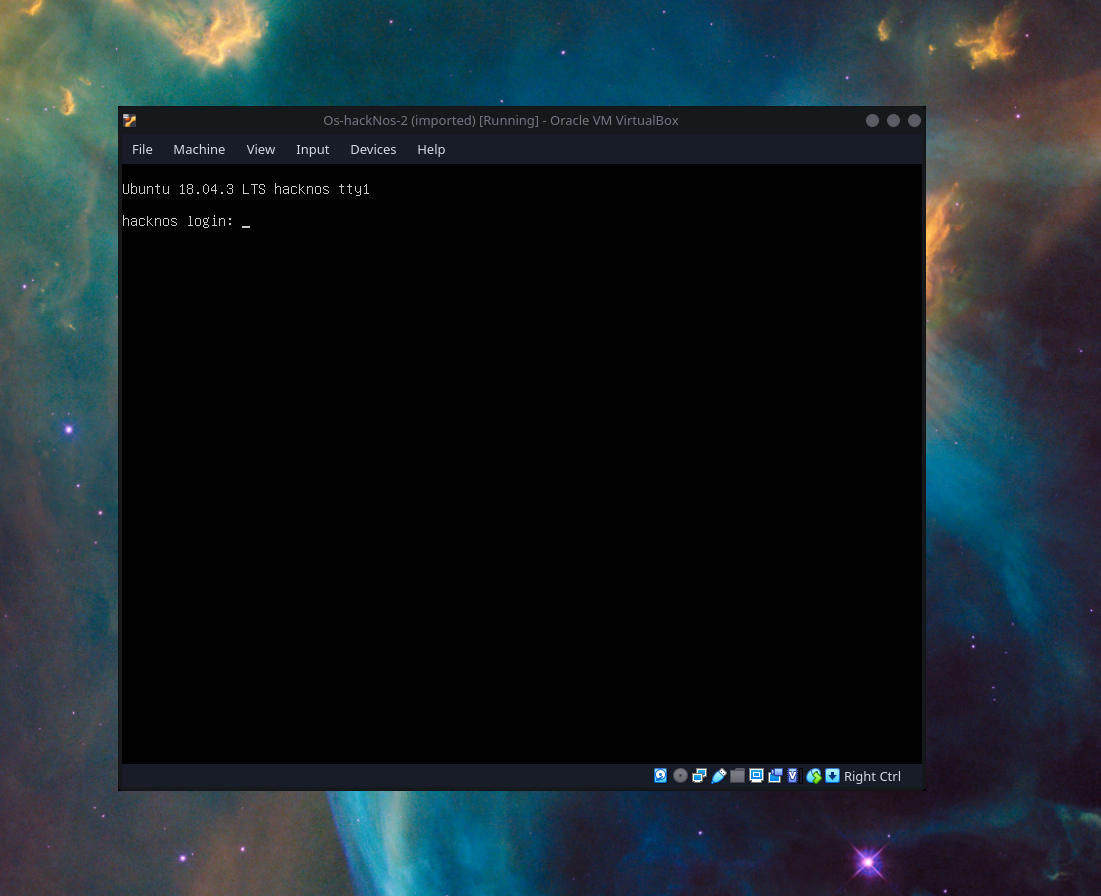 Os-hackNos-2 (imported) [Running] - Oracle VM VirtualBox
File Machine View Input Devices Help
Ubuntu 18.04.3 LTS hacknos tty1
hacknos login: _
Right Ctrl